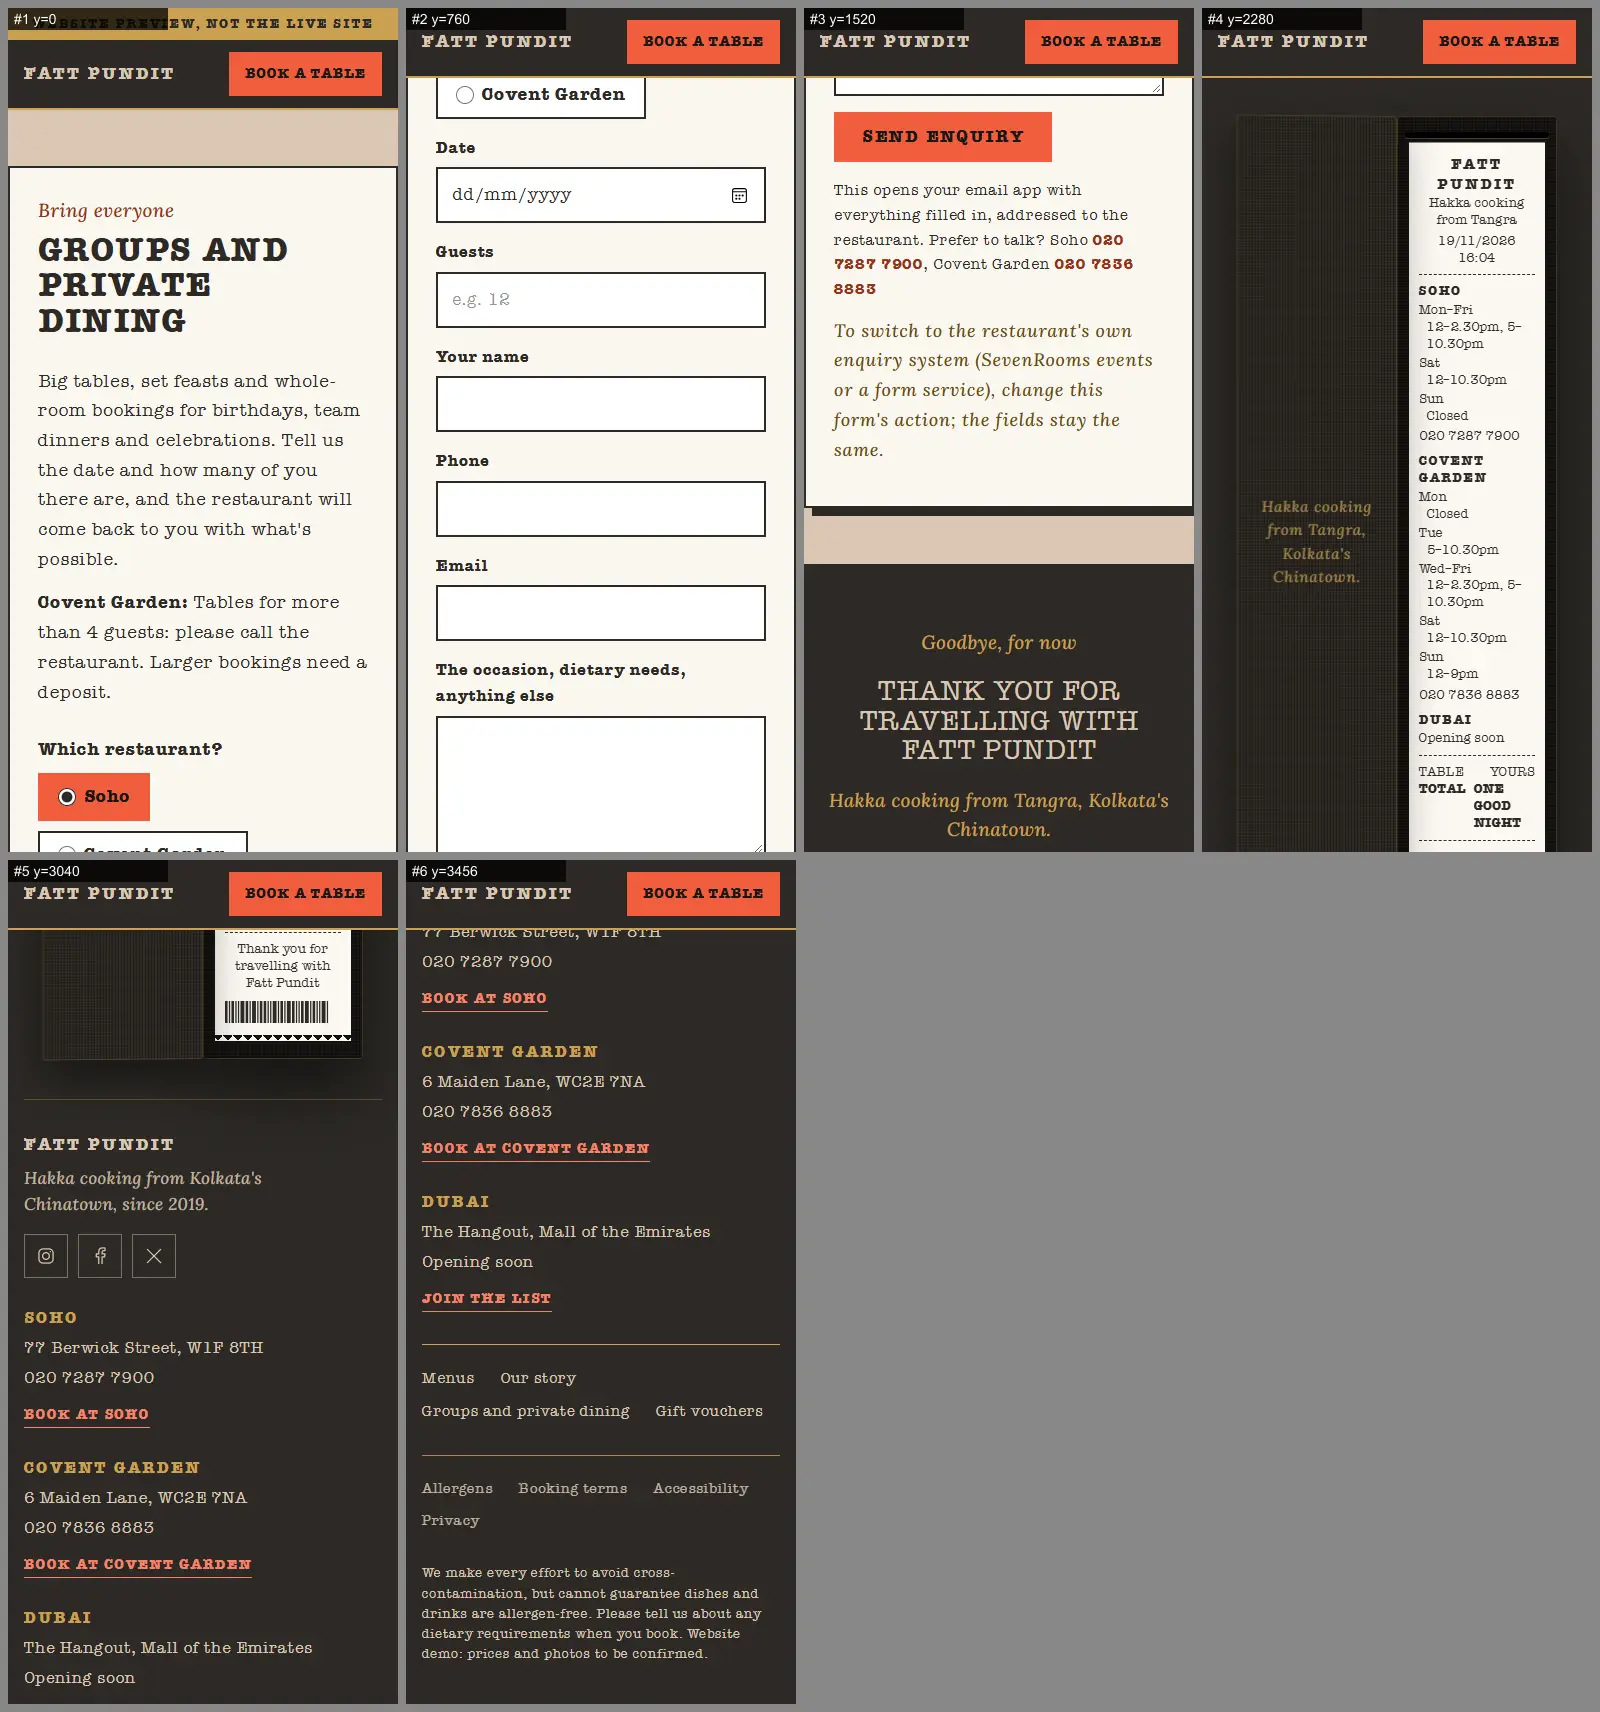 #1 y=0
EW, NOT THE LIVE SITE
FATT PUNDIT
BOOK A TABLE
Bring everyone
GROUPS AND
PRIVATE
DINING
Big tables, set feasts and whole-
room bookings for birthdays, team
dinners and celebrations. Tell us
the date and how many of you
there are, and the restaurant will
come back to you with what's
possible.
Covent Garden: Tables for more
than 4 guests: please call the
restaurant. Larger bookings need a
deposit.
Which restaurant?
Soho
Covent Garden
#2 y=760
FATT PUNDIT
BOOK A TABLE
Covent Garden
Date
dd/mm/yyyy
Guests
e.g. 12
Your name
Phone
Email
The occasion, dietary needs,
anything else
#3 y=1520
FATT PUNDIT
BOOK A TABLE
SEND ENQUIRY
This opens your email app with
everything filled in, addressed to the
restaurant. Prefer to talk? Soho 020
7287 7900, Covent Garden 020 7836
8883
To switch to the restaurant's own
enquiry system (SevenRooms events
or a form service), change this
form's action; the fields stay the
same.
Goodbye, for now
THANK YOU FOR
TRAVELLING WITH
FATT PUNDIT
Hakka cooking from Tangra, Kolkata's
Chinatown.
#4 y=2280
FATT PUNDIT
BOOK A TABLE
Hakka cooking
from Tangra,
Kolkata's
Chinatown.
FATT
PUNDIT
Hakka cooking
from Tangra
19/11/2026
16:04
SOHO
Mon-Fri
12-2.30pm, 5-
10.30pm
Sat
12-10.30pm
Sun
Closed
020 7287 7900
COVENT
GARDEN
Mon
Closed
Tue
5-10.30pm
Wed-Fri
12-2.30pm, 5-
10.30pm
Sat
12-10.30pm
Sun
12-9pm
020 7836 8883
DUBAI
Opening soon
TABLE YOURS
TOTAL ONE
GOOD
NIGHT
#5 y=3040
FATT PUNDIT
BOOK A TABLE
Thank you for
travelling with
Fatt Pundit
FATT PUNDIT
Hakka cooking from Kolkata's
Chinatown, since 2019.
SOHO
77 Berwick Street, W1F 8TH
020 7287 7900
BOOK AT SOHO
COVENT GARDEN
6 Maiden Lane, WC2E 7NA
020 7836 8883
BOOK AT COVENT GARDEN
DUBAI
The Hangout, Mall of the Emirates
Opening soon
#6 y=3456
FATT PUNDIT
BOOK A TABLE
77 Berwick Street, W1F 8TH
020 7287 7900
BOOK AT SOHO
COVENT GARDEN
6 Maiden Lane, WC2E 7NA
020 7836 8883
BOOK AT COVENT GARDEN
DUBAI
The Hangout, Mall of the Emirates
Opening soon
JOIN THE LIST
Menus Our story
Groups and private dining Gift vouchers
Allergens Booking terms Accessibility
Privacy
We make every effort to avoid cross-
contamination, but cannot guarantee dishes and
drinks are allergen-free. Please tell us about any
dietary requirements when you book. Website
demo: prices and photos to be confirmed.